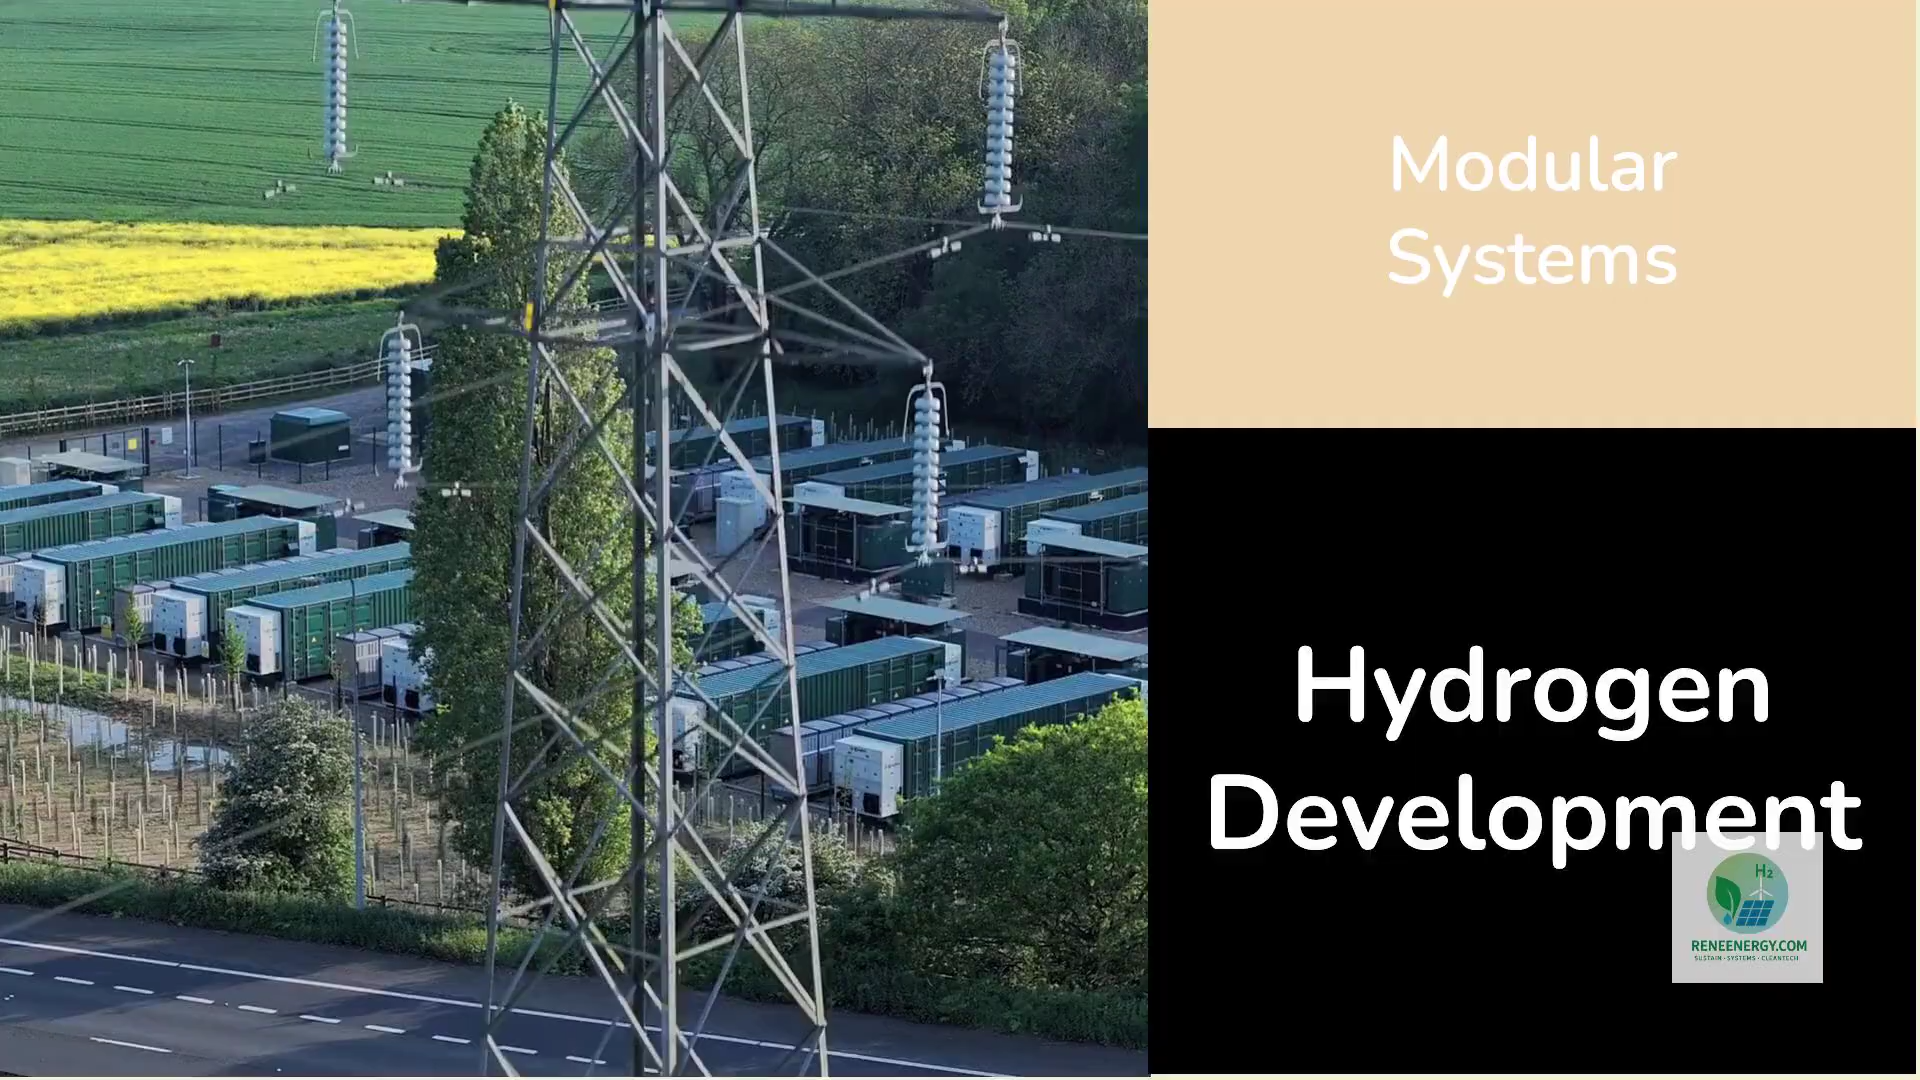 Modular
Systems
Hydrogen
Development
H2
RENEENERGY.COM
SUSTAIN • SYSTEMS • CLEANTECH